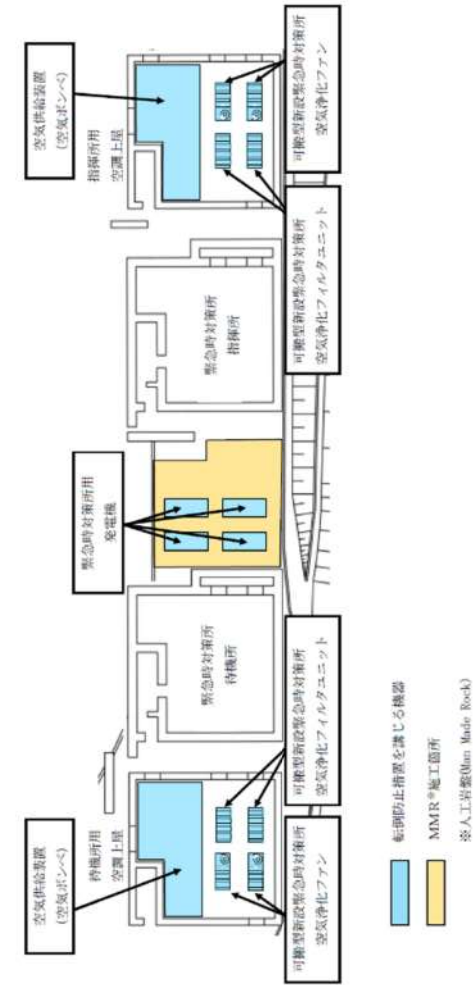 空気供給装置
(空気ボンベ)
待機所用
空調上屋
可搬型新設緊急時対策所
空気浄化ファン
可搬型新設緊急時対策所
空気浄化フィルタユニット
緊急時対策所
待機所
緊急時対策所用
発電機
緊急時対策所
指揮所
可搬型新設緊急時対策所
空気浄化フィルタユニット
可搬型新設緊急時対策所
空気浄化ファン
指揮所用
空調上屋
空気供給装置
(空気ボンベ)
転倒防止措置を講じる機器
MMR※施工箇所
※人工岩盤(Man Made Rock)